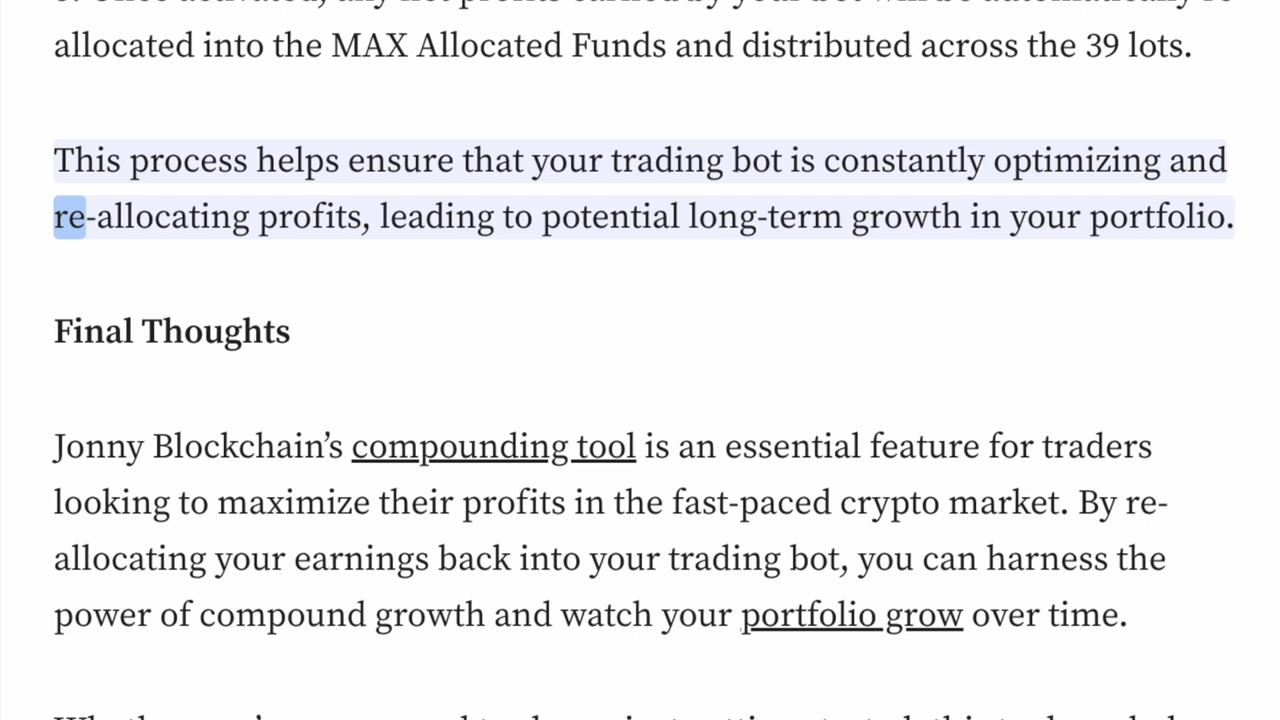 allocated into the MAX Allocated Funds and distributed across the 39 lots.
This process helps ensure that your trading bot is constantly optimizing and
re-allocating profits, leading to potential long-term growth in your portfolio.
Final Thoughts
Jonny Blockchain’s compounding tool is an essential feature for traders
looking to maximize their profits in the fast-paced crypto market. By re-
allocating your earnings back into your trading bot, you can harness the
power of compound growth and watch your portfolio grow over time.